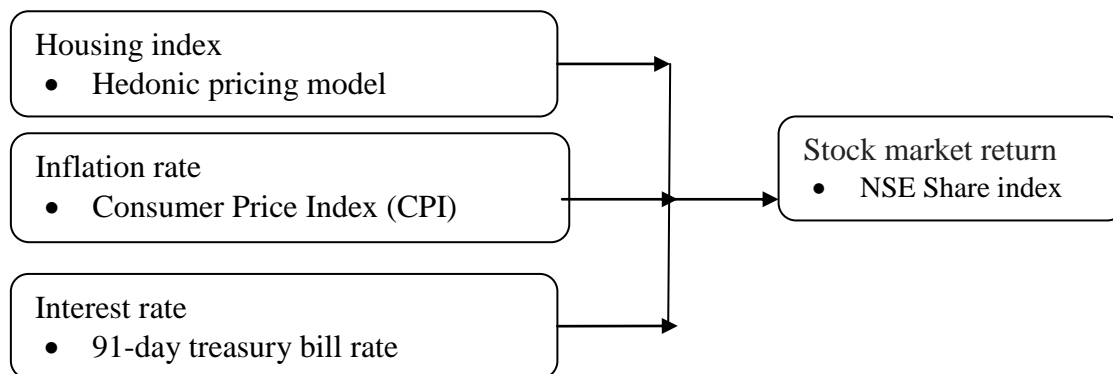 Housing index
• Hedonic pricing model
Inflation rate
• Consumer Price Index (CPI)
Interest rate
• 91-day treasury bill rate
Stock market return
• NSE Share index